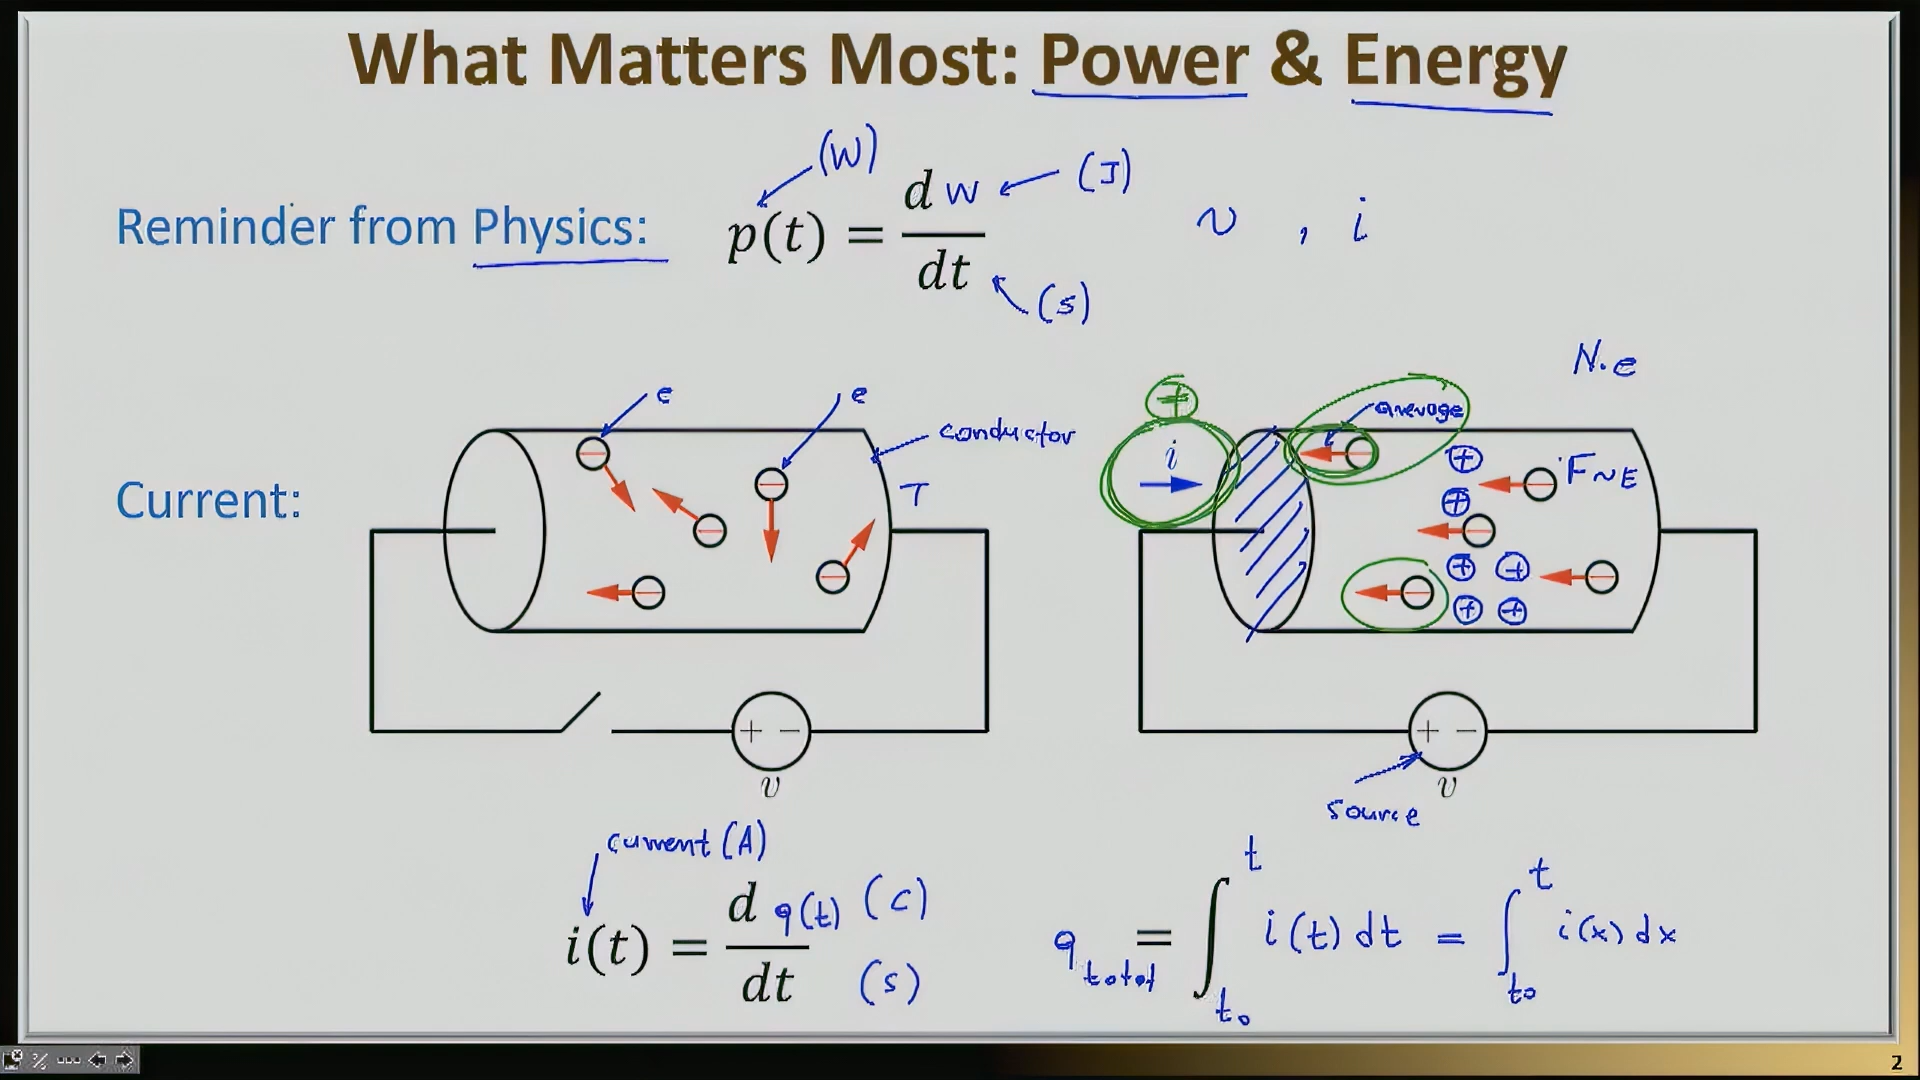 What Matters Most: Power & Energy
(W)
Reminder from Physics: p(t) = dw/dt (J) v , i
(s)
N.e
e e conductor
T
+
i average
F~E
Current:
+ − v
+ − v
source
current (A)
i(t) = d q(t)/dt (C) (s)
q total = ∫ t t₀ i(t) dt = ∫ t t₀ i(x) dx
2